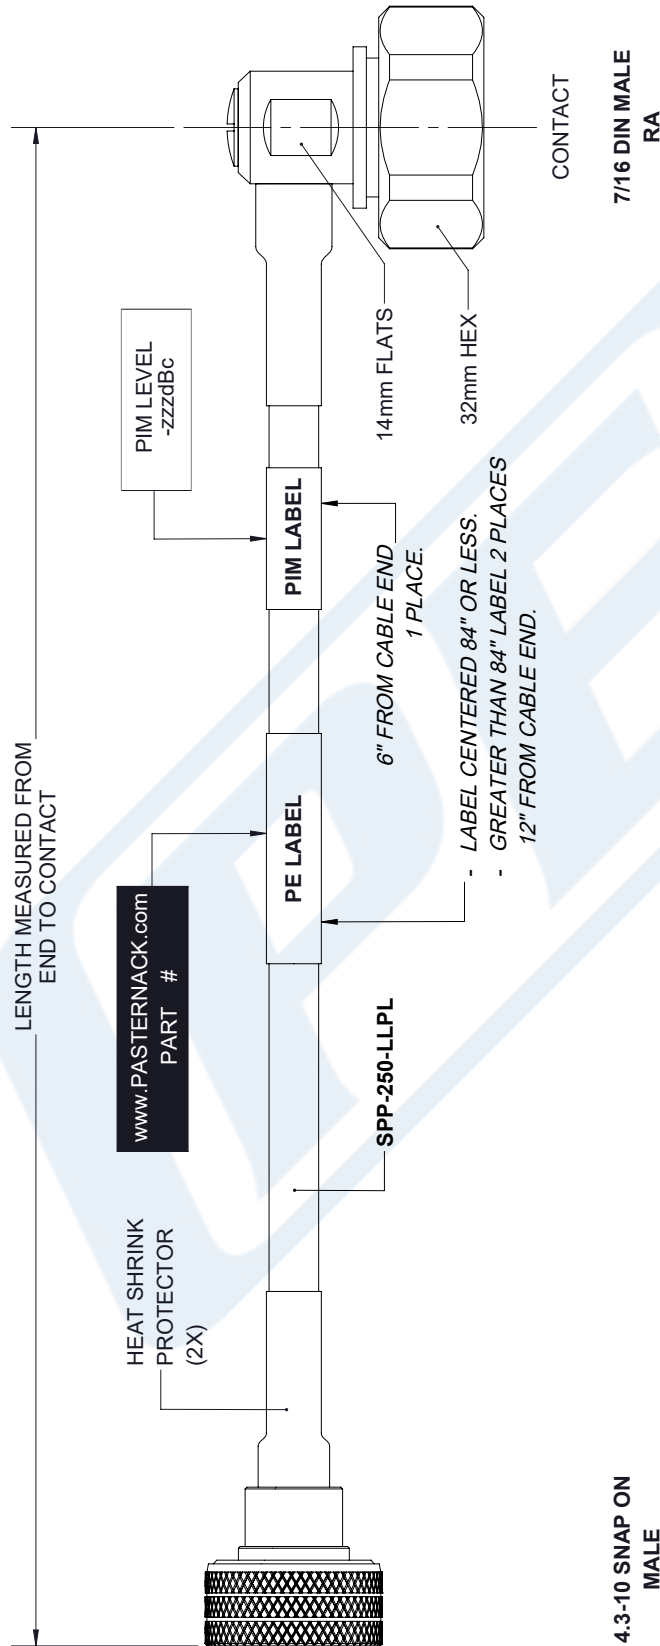 LENGTH MEASURED FROM
END TO CONTACT
HEAT SHRINK
PROTECTOR
(2X)
www.PASTERNACK.com
PART #
PIM LEVEL
-zzzdBc
PE LABEL
PIM LABEL
SPP-250-LLPL
- LABEL CENTERED 84" OR LESS.
- GREATER THAN 84" LABEL 2 PLACES
12" FROM CABLE END.
6" FROM CABLE END
1 PLACE.
14mm FLATS
32mm HEX
CONTACT
4.3-10 SNAP ON
MALE
7/16 DIN MALE
RA